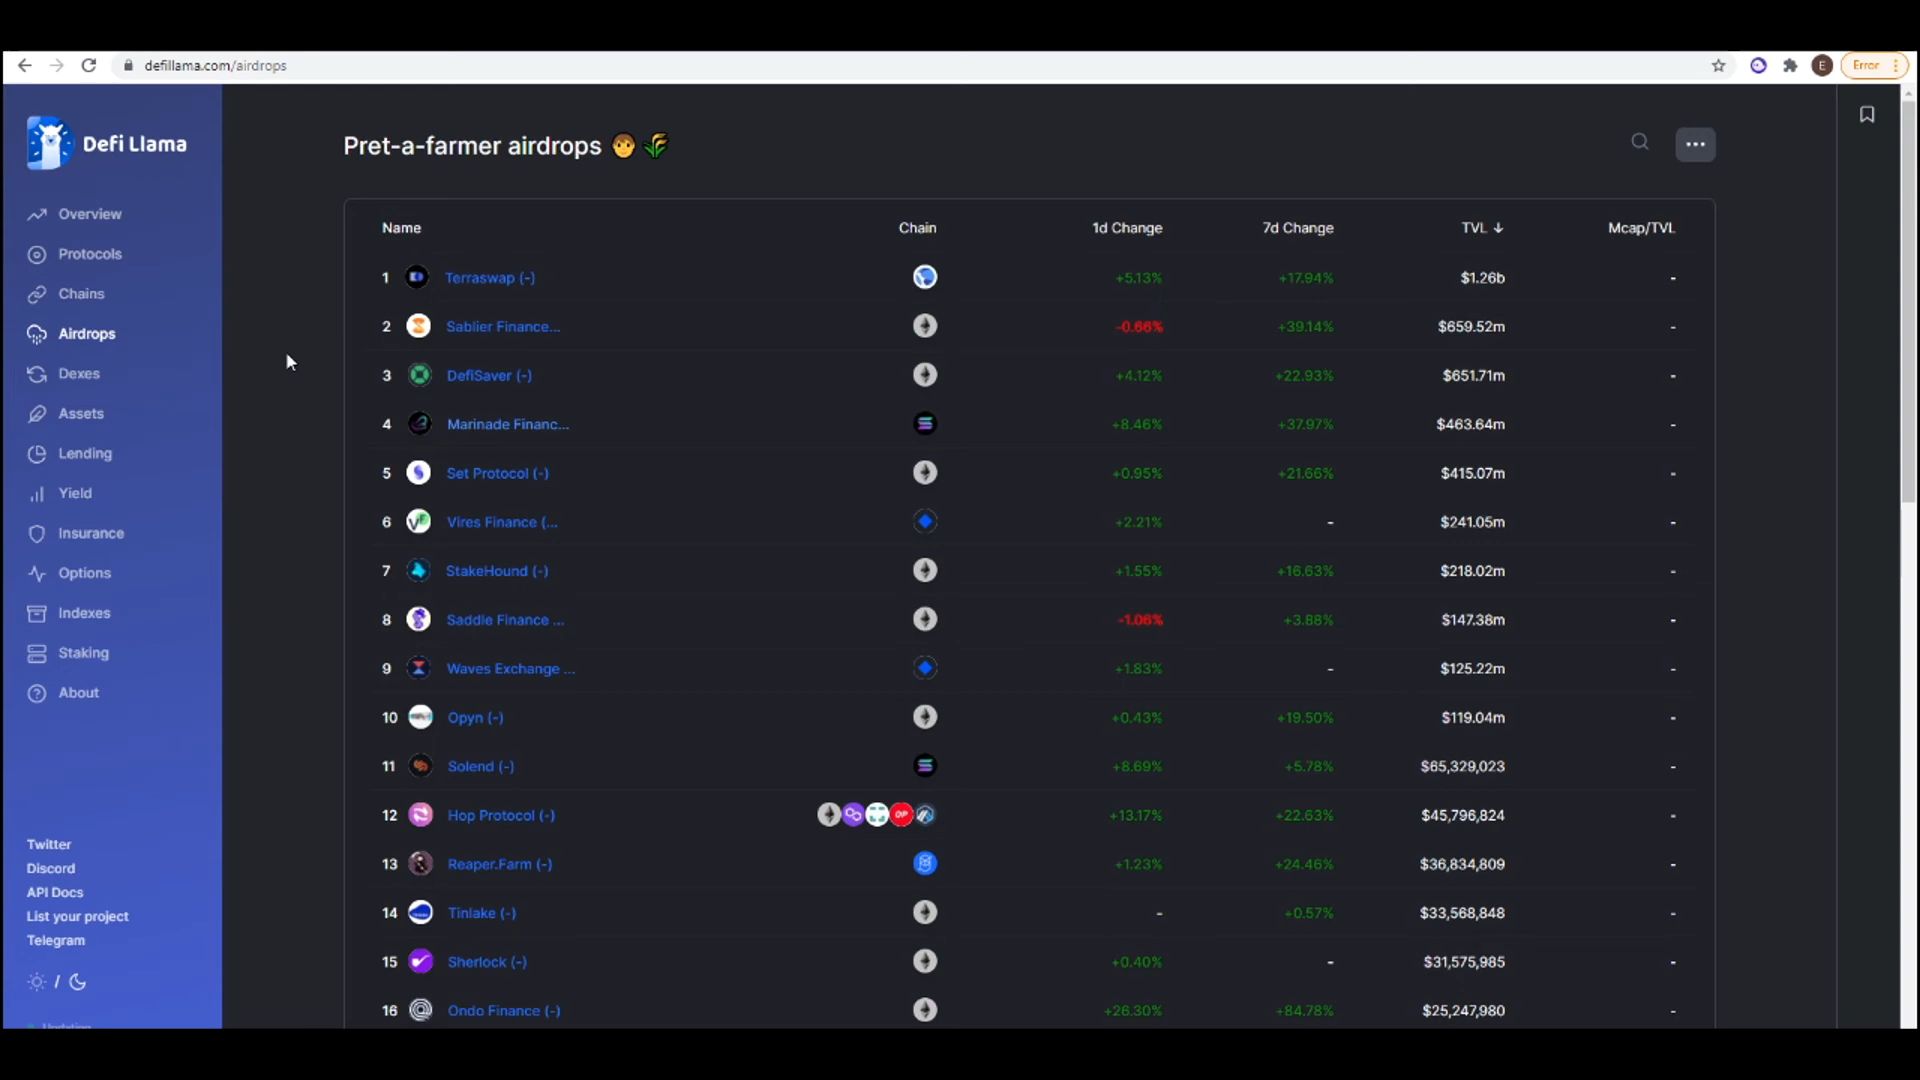 defillama.com/airdrops
E
Error
Defi Llama
Overview
Protocols
Chains
Airdrops
Dexes
Assets
Lending
Yield
Insurance
Options
Indexes
Staking
About
Twitter
Discord
API Docs
List your project
Telegram
/
Updating
Pret-a-farmer airdrops
Name Chain 1d Change 7d Change TVL ↓ Mcap/TVL
1 Terraswap (-) +5.13% +17.94% $1.26b -
2 Sablier Finance... -0.66% +39.14% $659.52m -
3 DefiSaver (-) +4.12% +22.93% $651.71m -
4 Marinade Financ... +8.46% +37.97% $463.64m -
5 Set Protocol (-) +0.95% +21.66% $415.07m -
6 Vires Finance (... +2.21% - $241.05m -
7 StakeHound (-) +1.55% +16.63% $218.02m -
8 Saddle Finance ... -1.06% +3.88% $147.38m -
9 Waves Exchange ... +1.83% - $125.22m -
10 Opyn (-) +0.43% +19.50% $119.04m -
11 Solend (-) +8.69% +5.78% $65,329,023 -
12 Hop Protocol (-) OP +13.17% +22.63% $45,796,824 -
13 Reaper.Farm (-) +1.23% +24.46% $36,834,809 -
14 Tinlake (-) - +0.57% $33,568,848 -
15 Sherlock (-) +0.40% - $31,575,985 -
16 Ondo Finance (-) +26.30% +84.78% $25,247,980 -